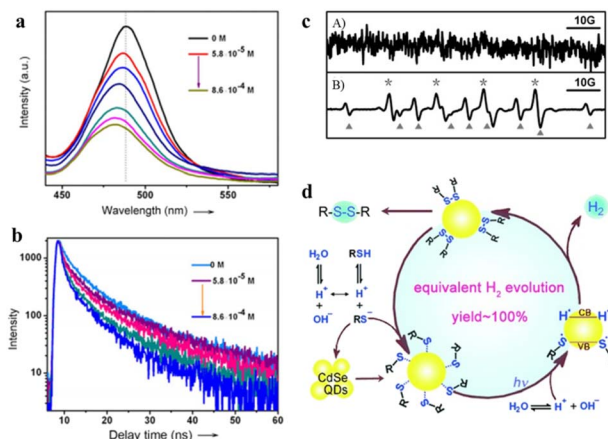 a
Intensity (a.u.)
0 M
5.8·10⁻⁵ M
8.6·10⁻⁴ M
450
500
550
Wavelength (nm)
b
Intensity
1000
100
10
0 M
5.8·10⁻⁵ M
8.6·10⁻⁴ M
10
20
30
40
50
60
Delay time (ns)
c
A)
10G
B)
10G
* * * *
d
R-S-S-R
H₂
H₂O
RSH
H⁺
H⁺
+
OH⁻
RS⁻
CdSe
QDs
equivalent H₂ evolution
yield~100%
hν
CB
VB
H₂O
H⁺ + OH⁻